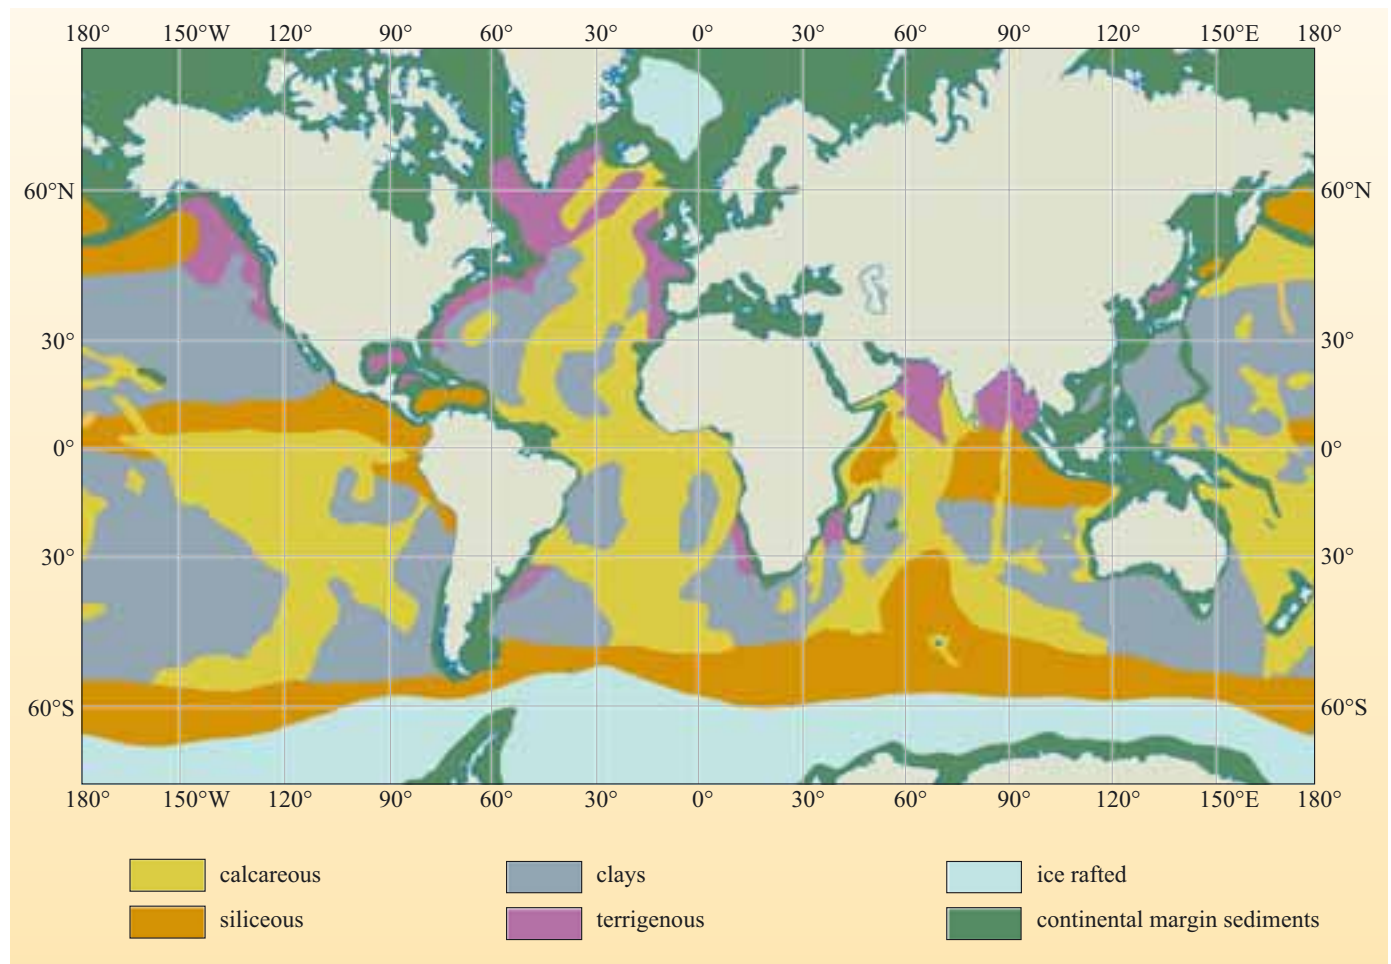 180° 150°W 120° 90° 60° 30° 0° 30° 60° 90° 120° 150°E 180°
60°N 60°N
30° 30°
0° 0°
30° 30°
60°S 60°S
180° 150°W 120° 90° 60° 30° 0° 30° 60° 90° 120° 150°E 180°
calcareous clays ice rafted
siliceous terrigenous continental margin sediments